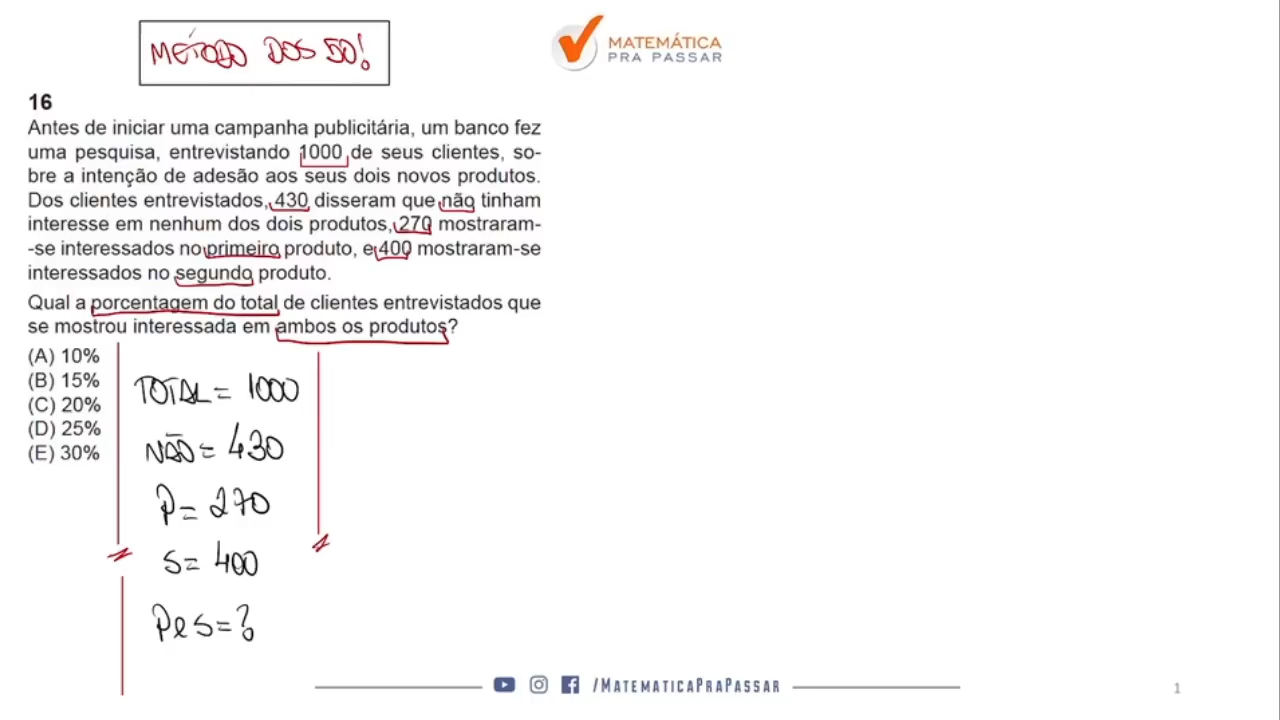 MÉTODO DOS 50!
MATEMÁTICA
PRA PASSAR
16
Antes de iniciar uma campanha publicitária, um banco fez
uma pesquisa, entrevistando 1000 de seus clientes, so-
bre a intenção de adesão aos seus dois novos produtos.
Dos clientes entrevistados, 430 disseram que não tinham
interesse em nenhum dos dois produtos, 270 mostraram-
-se interessados no primeiro produto, e 400 mostraram-se
interessados no segundo produto.
Qual a porcentagem do total de clientes entrevistados que
se mostrou interessada em ambos os produtos?
(A) 10%
(B) 15%
(C) 20%
(D) 25%
(E) 30%
TOTAL = 1000
NÃO = 430
P = 270
S = 400
P e S = ?
/MATEMATICAPRAPASSAR
1